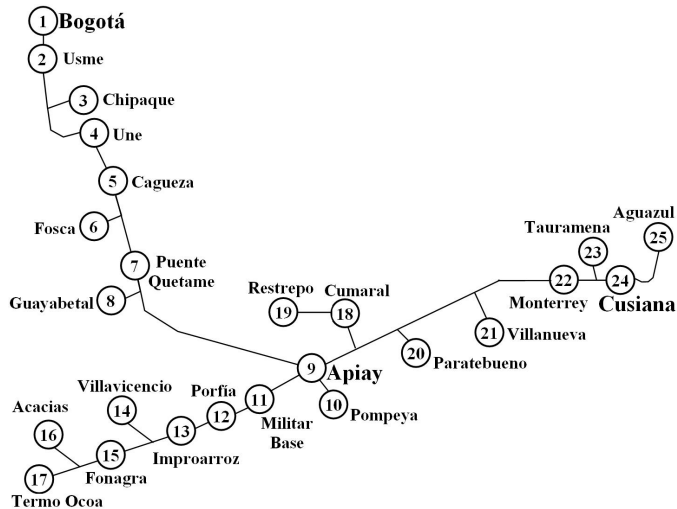 1 Bogotá
2 Usme
3 Chipaque
4 Une
5 Cagueza
Fosca 6
7 Puente
Quetame
Guayabetal 8
Aguazul
25
Tauramena
23
22
24
Monterrey
Cusiana
Restrepo
19
Cumaral
18
21 Villanueva
20
Paratebueno
9 Apiay
10 Pompeya
11
Militar
Base
Porfía
12
13
Improarroz
Villavicencio
14
15
Fonagra
Acacias
16
17
Termo Ocoa